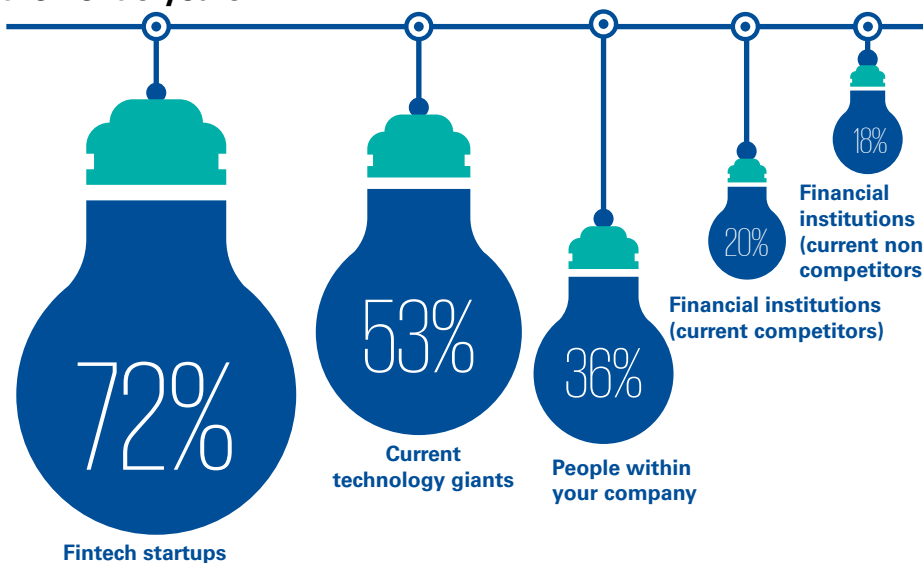 72%
Fintech startups
53%
Current
technology giants
36%
People within
your company
20%
Financial institutions
(current competitors)
18%
Financial
institutions
(current non
competitors